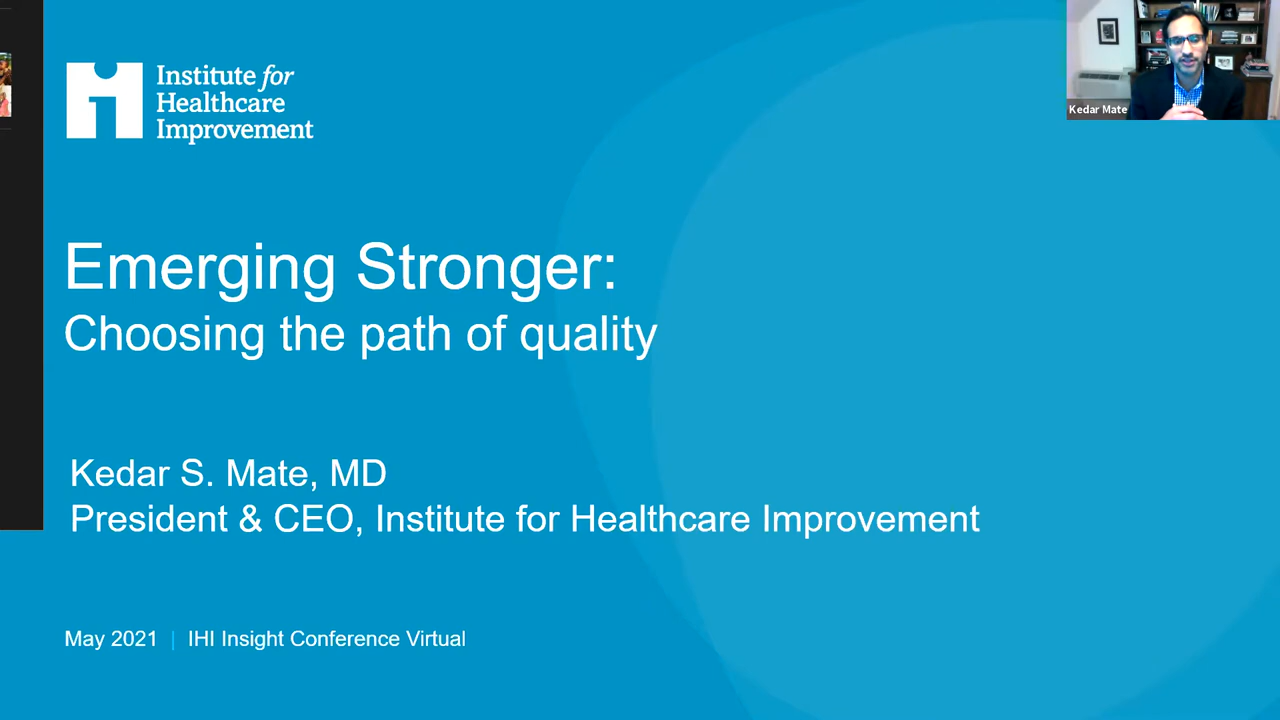 Institute for
Healthcare
Improvement
Kedar Mate
Emerging Stronger:
Choosing the path of quality
Kedar S. Mate, MD
President & CEO, Institute for Healthcare Improvement
May 2021 | IHI Insight Conference Virtual